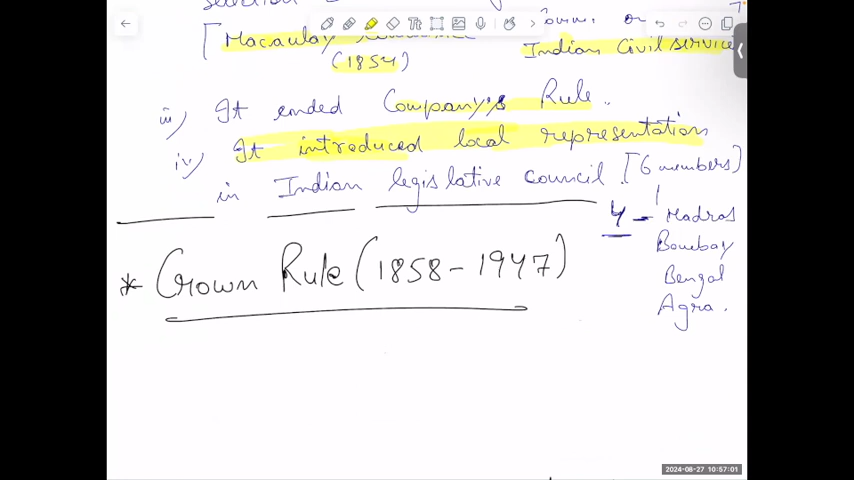 [Macaulay
(1854)
Indian Civil service
iii) It ended Company's Rule.
iv) It introduced local representation
in Indian legislative council. [6 members]
4 - Madras
Bombay
Bengal
Agra.
* Crown Rule (1858-1947)
2024-08-27 10:57:01